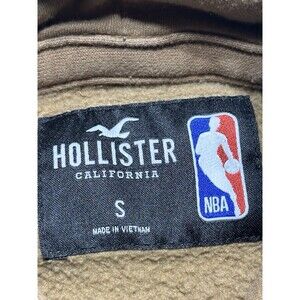 HOLLISTER
CALIFORNIA
S
MADE IN VIETNAM
NBA